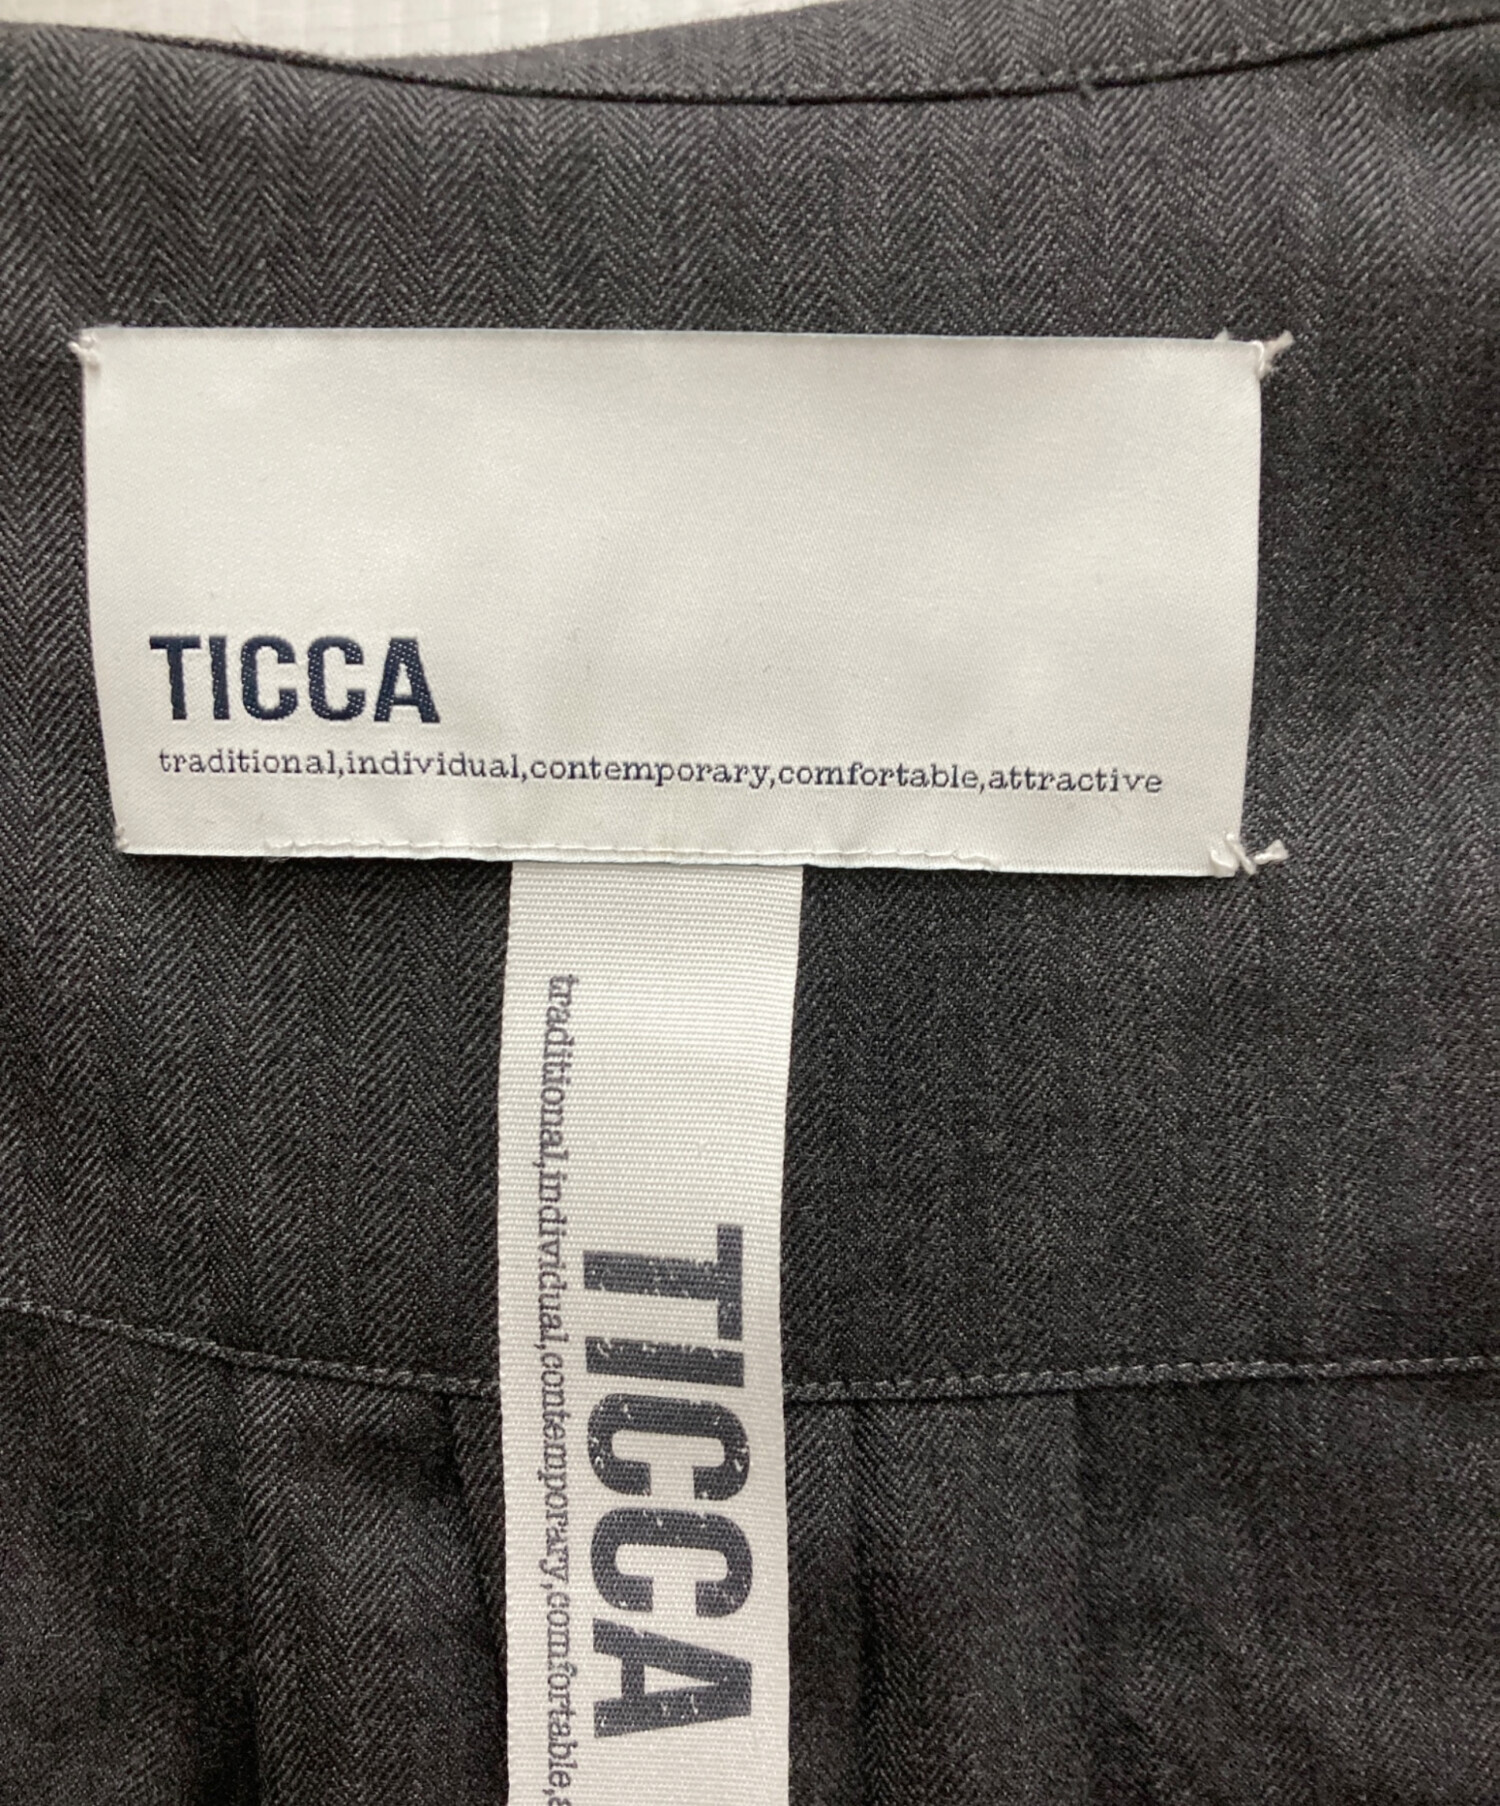 TICCA
traditional,individual,contemporary,comfortable,attractive
TICCA
traditional,individual,contemporary,comfortable,